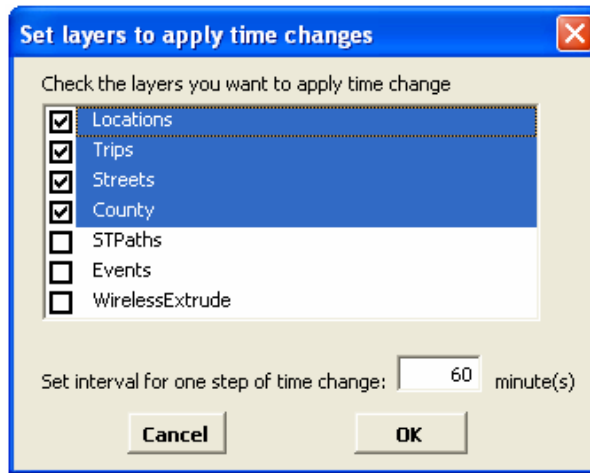 Set layers to apply time changes
Check the layers you want to apply time change
Locations
Trips
Streets
County
STPaths
Events
WirelessExtrude
Set interval for one step of time change: 60 minute(s)
Cancel OK